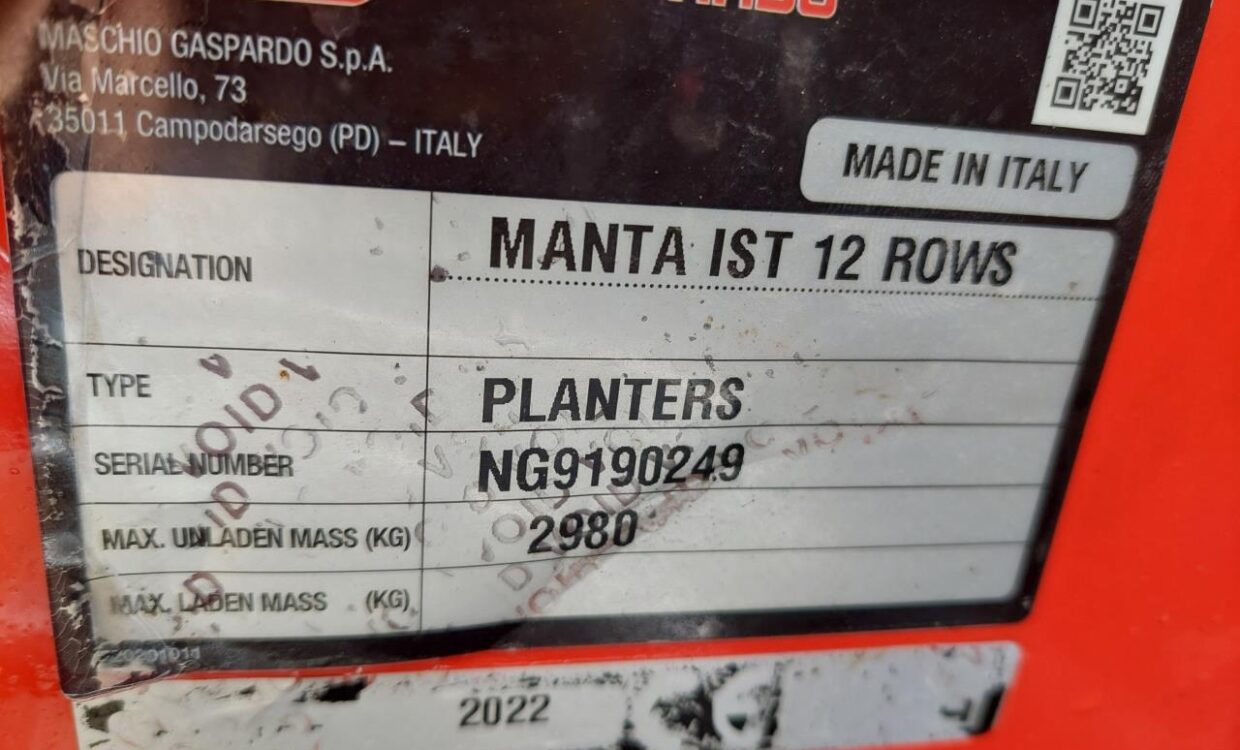 MASCHIO GASPARDO S.p.A.
Via Marcello, 73
35011 Campodarsego (PD) – ITALY
MADE IN ITALY
DESIGNATION MANTA IST 12 ROWS
TYPE PLANTERS
SERIAL NUMBER NG9190249
MAX. UNLADEN MASS (KG) 2980
MAX. LADEN MASS (KG)
VOID
2022